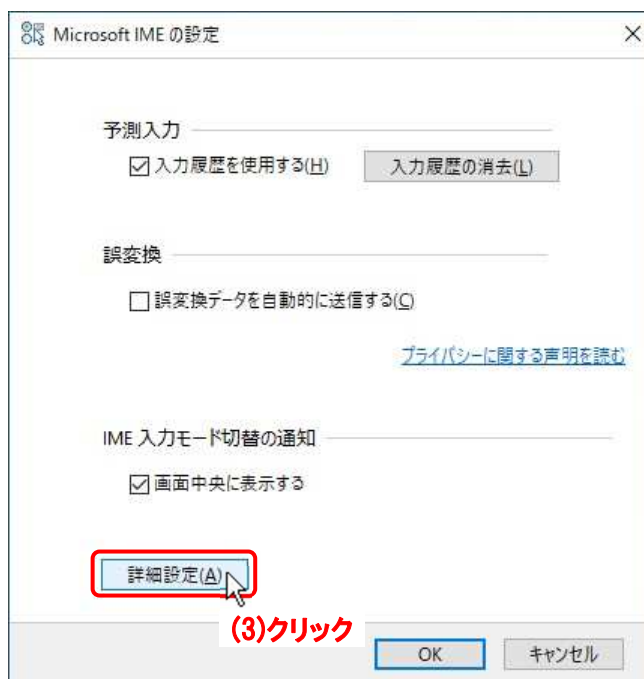 Microsoft IME の設定
予測入力
入力履歴を使用する(H)
入力履歴の消去(L)
誤変換
誤変換データを自動的に送信する(C)
プライバシーに関する声明を読む
IME 入力モード切替の通知
画面中央に表示する
詳細設定(A)
(3)クリック
OK
キャンセル